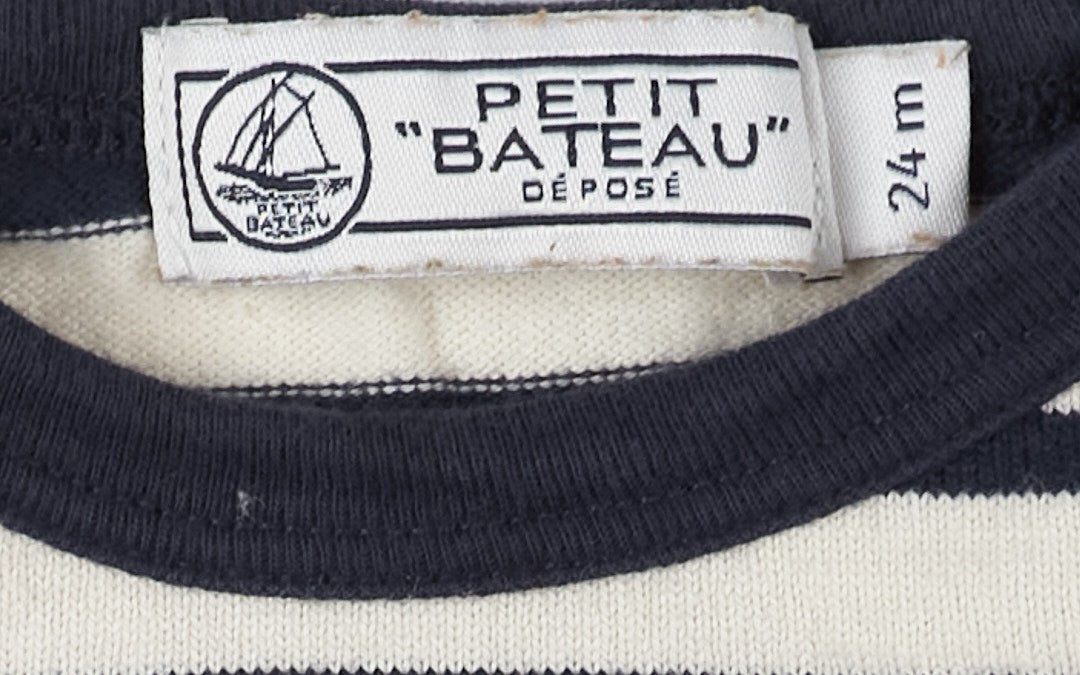 PETIT
"BATEAU"
DÉPOSÉ
PETIT
BATEAU
24 m